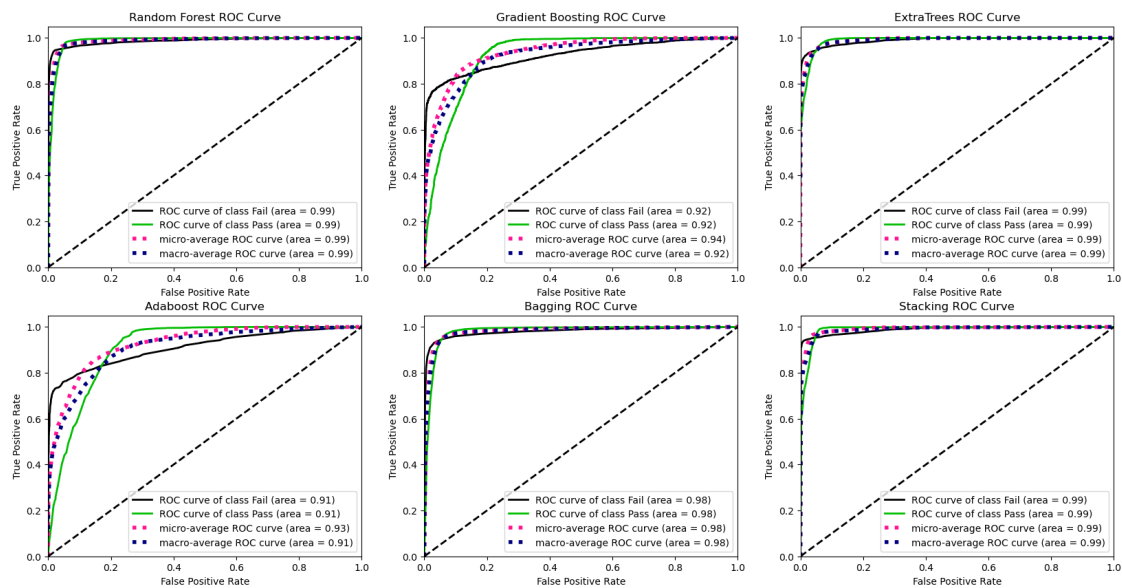 Random Forest ROC Curve
1.0
0.8
0.6
0.4
0.2
0.0
True Positive Rate
ROC curve of class Fail (area = 0.99)
ROC curve of class Pass (area = 0.99)
micro-average ROC curve (area = 0.99)
macro-average ROC curve (area = 0.99)
0.0 0.2 0.4 0.6 0.8 1.0
False Positive Rate
Gradient Boosting ROC Curve
1.0
0.8
0.6
0.4
0.2
0.0
True Positive Rate
ROC curve of class Fail (area = 0.92)
ROC curve of class Pass (area = 0.92)
micro-average ROC curve (area = 0.94)
macro-average ROC curve (area = 0.92)
0.0 0.2 0.4 0.6 0.8 1.0
False Positive Rate
ExtraTrees ROC Curve
1.0
0.8
0.6
0.4
0.2
0.0
True Positive Rate
ROC curve of class Fail (area = 0.99)
ROC curve of class Pass (area = 0.99)
micro-average ROC curve (area = 0.99)
macro-average ROC curve (area = 0.99)
0.0 0.2 0.4 0.6 0.8 1.0
False Positive Rate
Adaboost ROC Curve
1.0
0.8
0.6
0.4
0.2
0.0
True Positive Rate
ROC curve of class Fail (area = 0.91)
ROC curve of class Pass (area = 0.91)
micro-average ROC curve (area = 0.93)
macro-average ROC curve (area = 0.91)
0.0 0.2 0.4 0.6 0.8 1.0
False Positive Rate
Bagging ROC Curve
1.0
0.8
0.6
0.4
0.2
0.0
True Positive Rate
ROC curve of class Fail (area = 0.98)
ROC curve of class Pass (area = 0.98)
micro-average ROC curve (area = 0.98)
macro-average ROC curve (area = 0.98)
0.0 0.2 0.4 0.6 0.8 1.0
False Positive Rate
Stacking ROC Curve
1.0
0.8
0.6
0.4
0.2
0.0
True Positive Rate
ROC curve of class Fail (area = 0.99)
ROC curve of class Pass (area = 0.99)
micro-average ROC curve (area = 0.99)
macro-average ROC curve (area = 0.99)
0.0 0.2 0.4 0.6 0.8 1.0
False Positive Rate